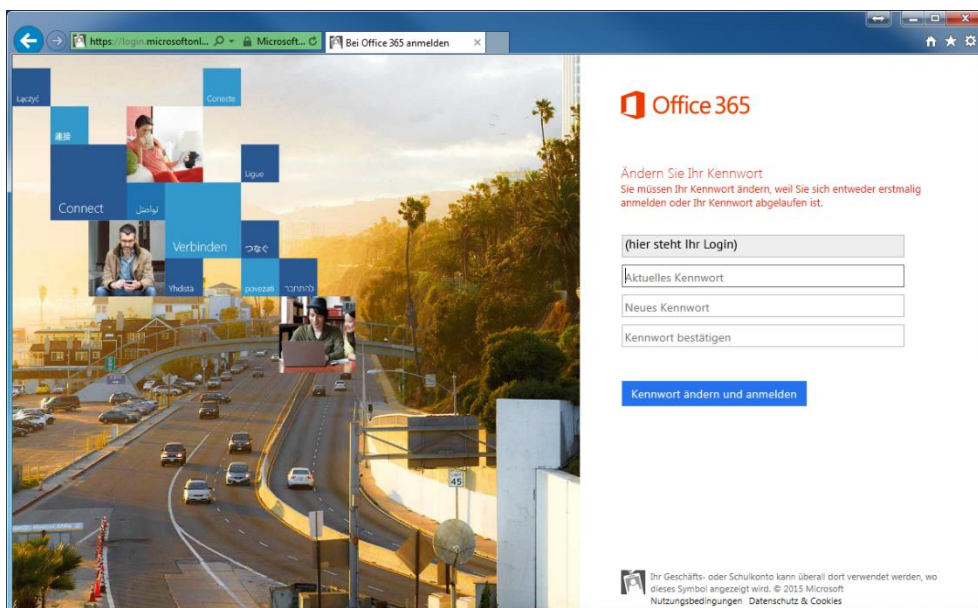 https://login.microsoftonl...
Microsoft...
Bei Office 365 anmelden
Łączyć
Conecte
連接
Ligue
Connect
تواصل
Verbinden
つなぐ
Yhdistä
povezati
להתחבר
45
Office 365
Ändern Sie Ihr Kennwort
Sie müssen Ihr Kennwort ändern, weil Sie sich entweder erstmalig
anmelden oder Ihr Kennwort abgelaufen ist.
(hier steht Ihr Login)
Aktuelles Kennwort
Neues Kennwort
Kennwort bestätigen
Kennwort ändern und anmelden
Ihr Geschäfts- oder Schulkonto kann überall dort verwendet werden, wo
dieses Symbol angezeigt wird. © 2015 Microsoft
Nutzungsbedingungen Datenschutz & Cookies